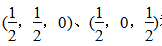 (1/2, 1/2, 0)、(1/2, 0, 1/2)